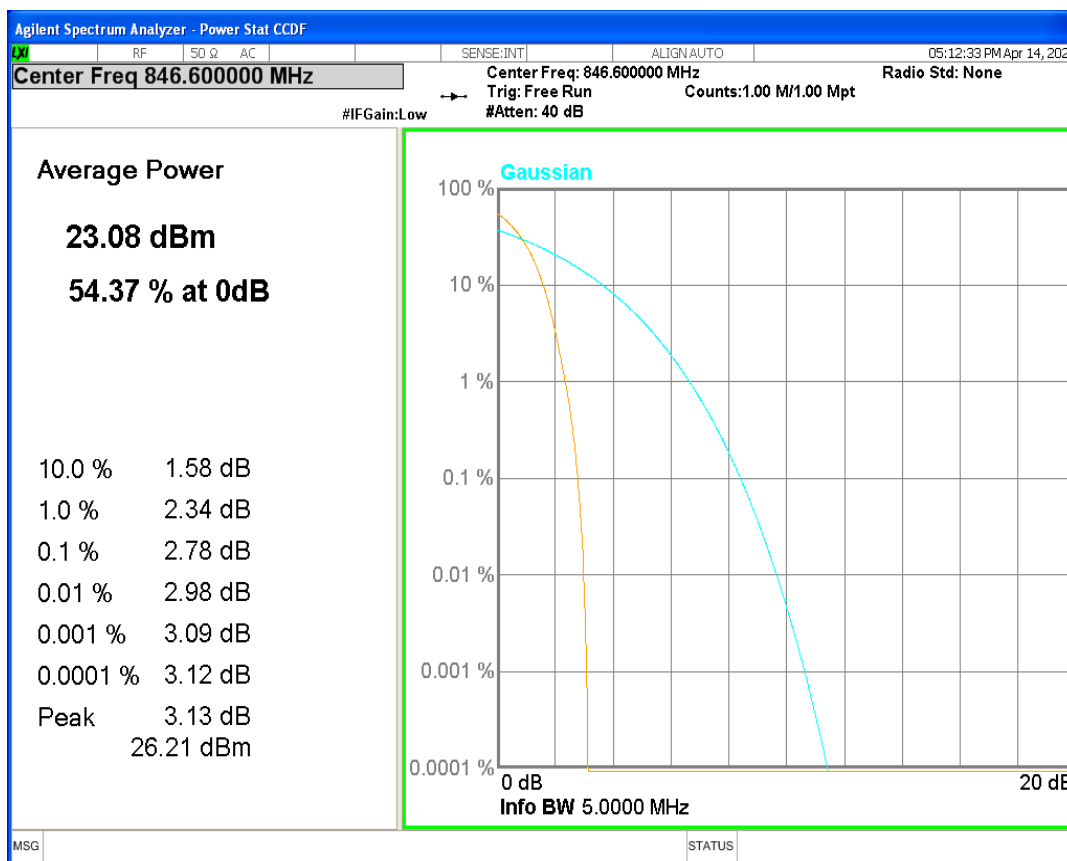 Agilent Spectrum Analyzer - Power Stat CCDF
LXI RF 50 Ω AC SENSE:INT ALIGN AUTO 05:12:33 PM Apr 14, 202
Center Freq 846.600000 MHz
Center Freq: 846.600000 MHz Radio Std: None
Trig: Free Run Counts:1.00 M/1.00 Mpt
#IFGain:Low #Atten: 40 dB
Average Power
23.08 dBm
54.37 % at 0dB
10.0 % 1.58 dB
1.0 % 2.34 dB
0.1 % 2.78 dB
0.01 % 2.98 dB
0.001 % 3.09 dB
0.0001 % 3.12 dB
Peak 3.13 dB
26.21 dBm
Gaussian
100 %
10 %
1 %
0.1 %
0.01 %
0.001 %
0.0001 %
0 dB 20 dB
Info BW 5.0000 MHz
MSG STATUS